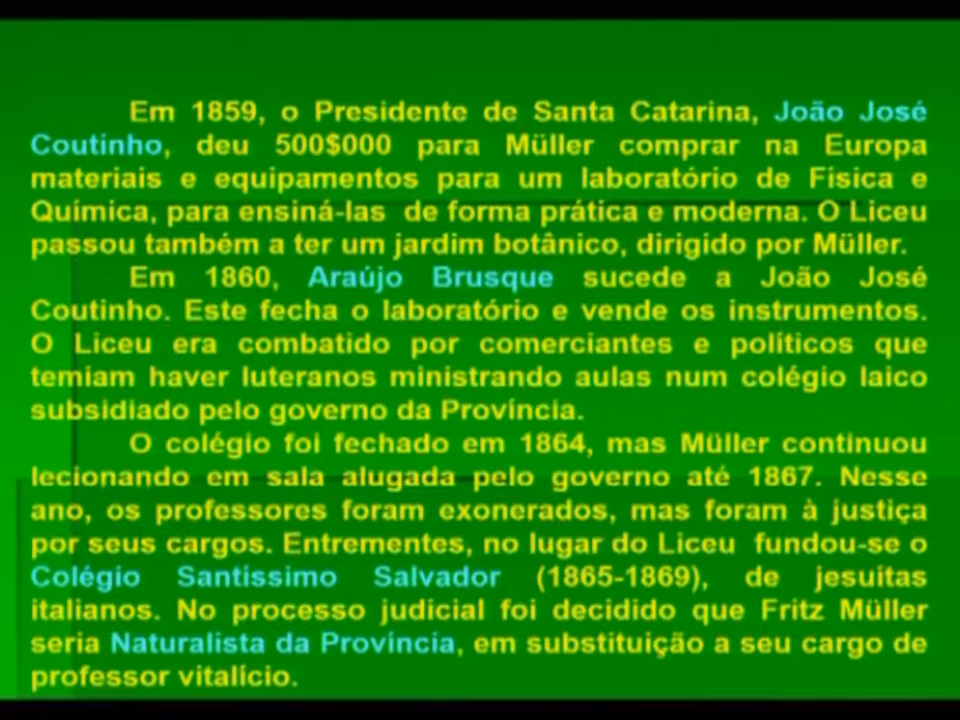 Em 1859, o Presidente de Santa Catarina, João José
Coutinho, deu 500$000 para Müller comprar na Europa
materiais e equipamentos para um laboratório de Física e
Química, para ensiná-las de forma prática e moderna. O Liceu
passou também a ter um jardim botânico, dirigido por Müller.
Em 1860, Araújo Brusque sucede a João José
Coutinho. Este fecha o laboratório e vende os instrumentos.
O Liceu era combatido por comerciantes e políticos que
temiam haver luteranos ministrando aulas num colégio laico
subsidiado pelo governo da Província.
O colégio foi fechado em 1864, mas Müller continuou
lecionando em sala alugada pelo governo até 1867. Nesse
ano, os professores foram exonerados, mas foram à justiça
por seus cargos. Entrementes, no lugar do Liceu fundou-se o
Colégio Santíssimo Salvador (1865-1869), de jesuítas
italianos. No processo judicial foi decidido que Fritz Müller
seria Naturalista da Província, em substituição a seu cargo de
professor vitalício.